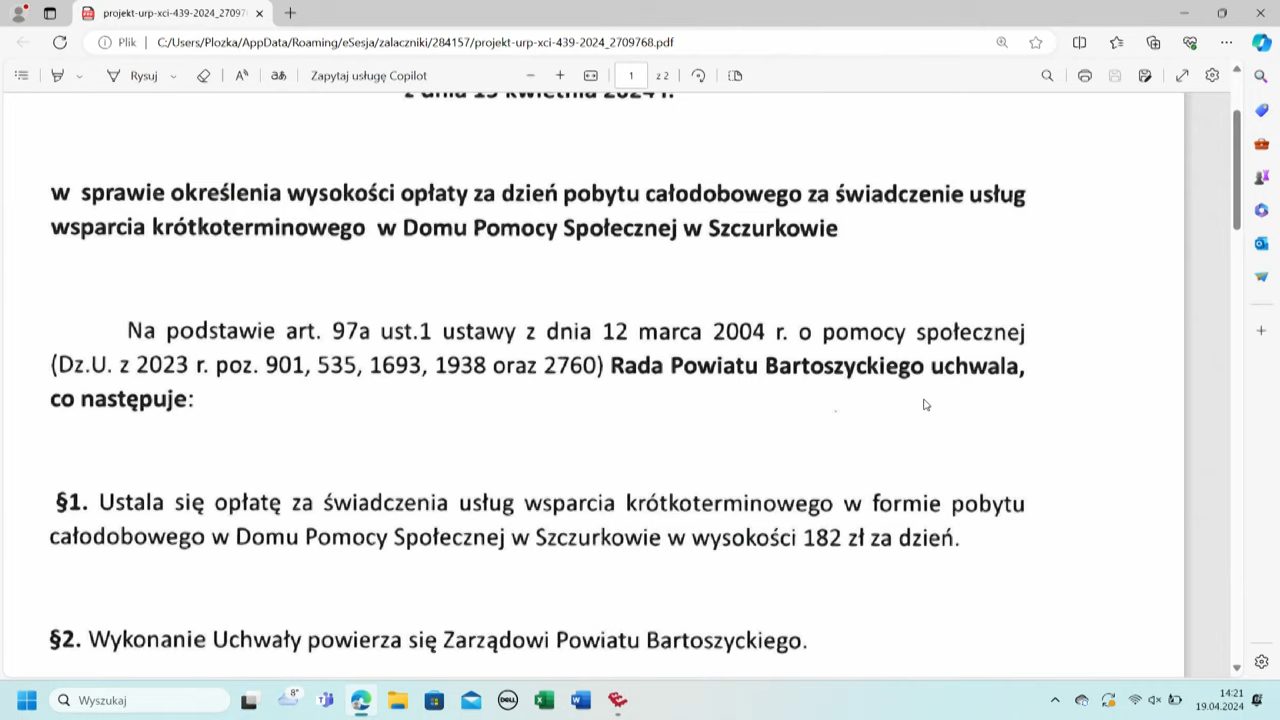 projekt-urp-xci-439-2024_2709
Plik
C:/Users/Plozka/AppData/Roaming/eSesja/zalaczniki/284157/projekt-urp-xci-439-2024_2709768.pdf
Rysuj
Zapytaj usługę Copilot
1 z 2
w sprawie określenia wysokości opłaty za dzień pobytu całodobowego za świadczenie usług
wsparcia krótkoterminowego w Domu Pomocy Społecznej w Szczurkowie
Na podstawie art. 97a ust.1 ustawy z dnia 12 marca 2004 r. o pomocy społecznej
(Dz.U. z 2023 r. poz. 901, 535, 1693, 1938 oraz 2760) Rada Powiatu Bartoszyckiego uchwala,
co następuje:
§1. Ustala się opłatę za świadczenia usług wsparcia krótkoterminowego w formie pobytu
całodobowego w Domu Pomocy Społecznej w Szczurkowie w wysokości 182 zł za dzień.
§2. Wykonanie Uchwały powierza się Zarządowi Powiatu Bartoszyckiego.
Wyszukaj
8°
14:21
19.04.2024